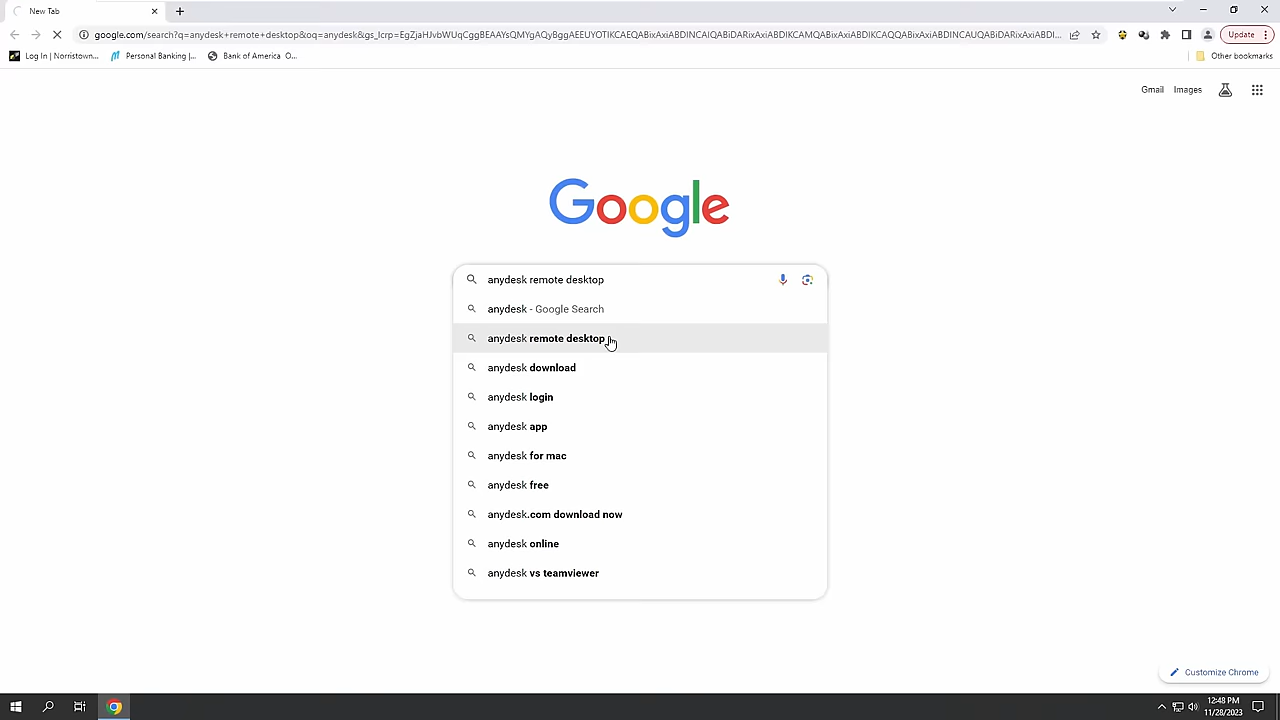 New Tab
google.com/search?q=anydesk+remote+desktop&oq=anydesk&gs_lcrp=
Update
Log In | Norristown...
Personal Banking |...
Bank of America O...
Other bookmarks
Gmail
Images
Google
anydesk remote desktop
anydesk - Google Search
anydesk remote desktop
anydesk download
anydesk login
anydesk app
anydesk for mac
anydesk free
anydesk.com download now
anydesk online
anydesk vs teamviewer
Customize Chrome
12:48 PM
11/28/2023